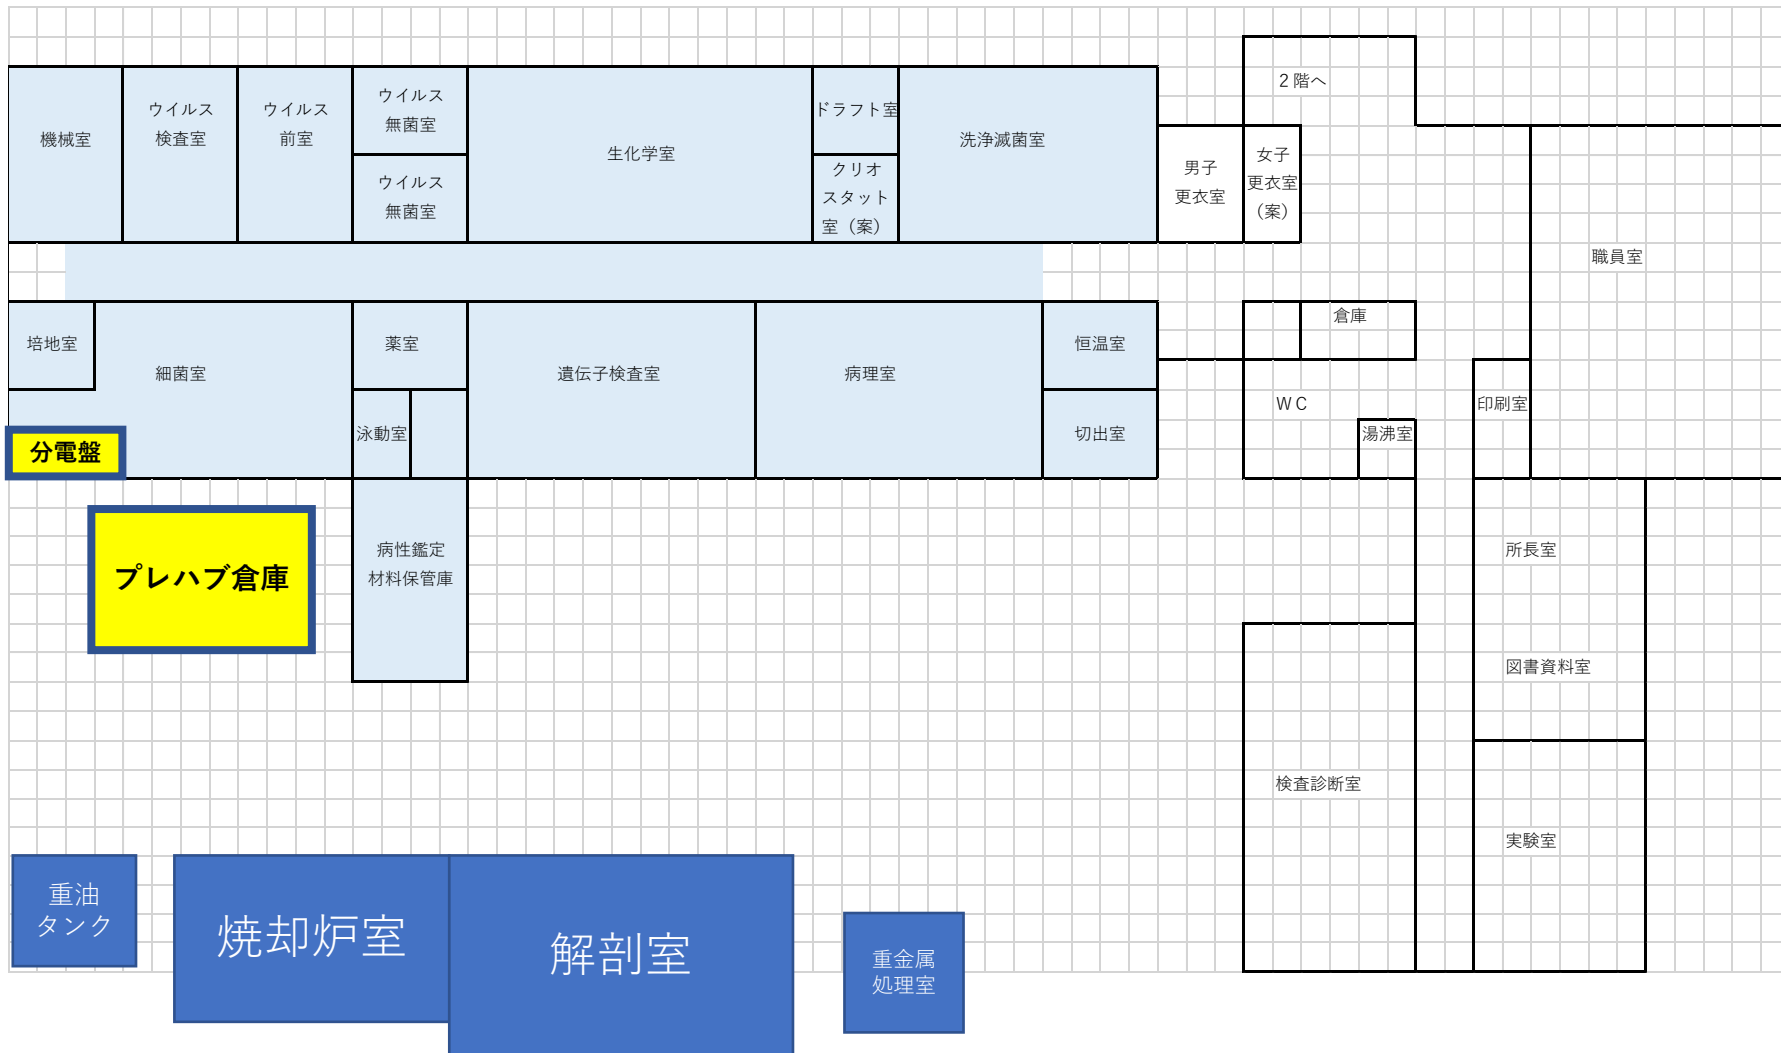 ２階へ
機械室
ウイルス
検査室
ウイルス
前室
ウイルス
無菌室
ウイルス
無菌室
生化学室
ドラフト室
クリオ
スタット
室（案）
洗浄滅菌室
男子
更衣室
女子
更衣室
（案）
職員室
培地室
細菌室
薬室
泳動室
遺伝子検査室
病理室
恒温室
切出室
倉庫
ＷＣ
湯沸室
印刷室
分電盤
プレハブ倉庫
病性鑑定
材料保管庫
所長室
図書資料室
検査診断室
実験室
重油
タンク
焼却炉室
解剖室
重金属
処理室